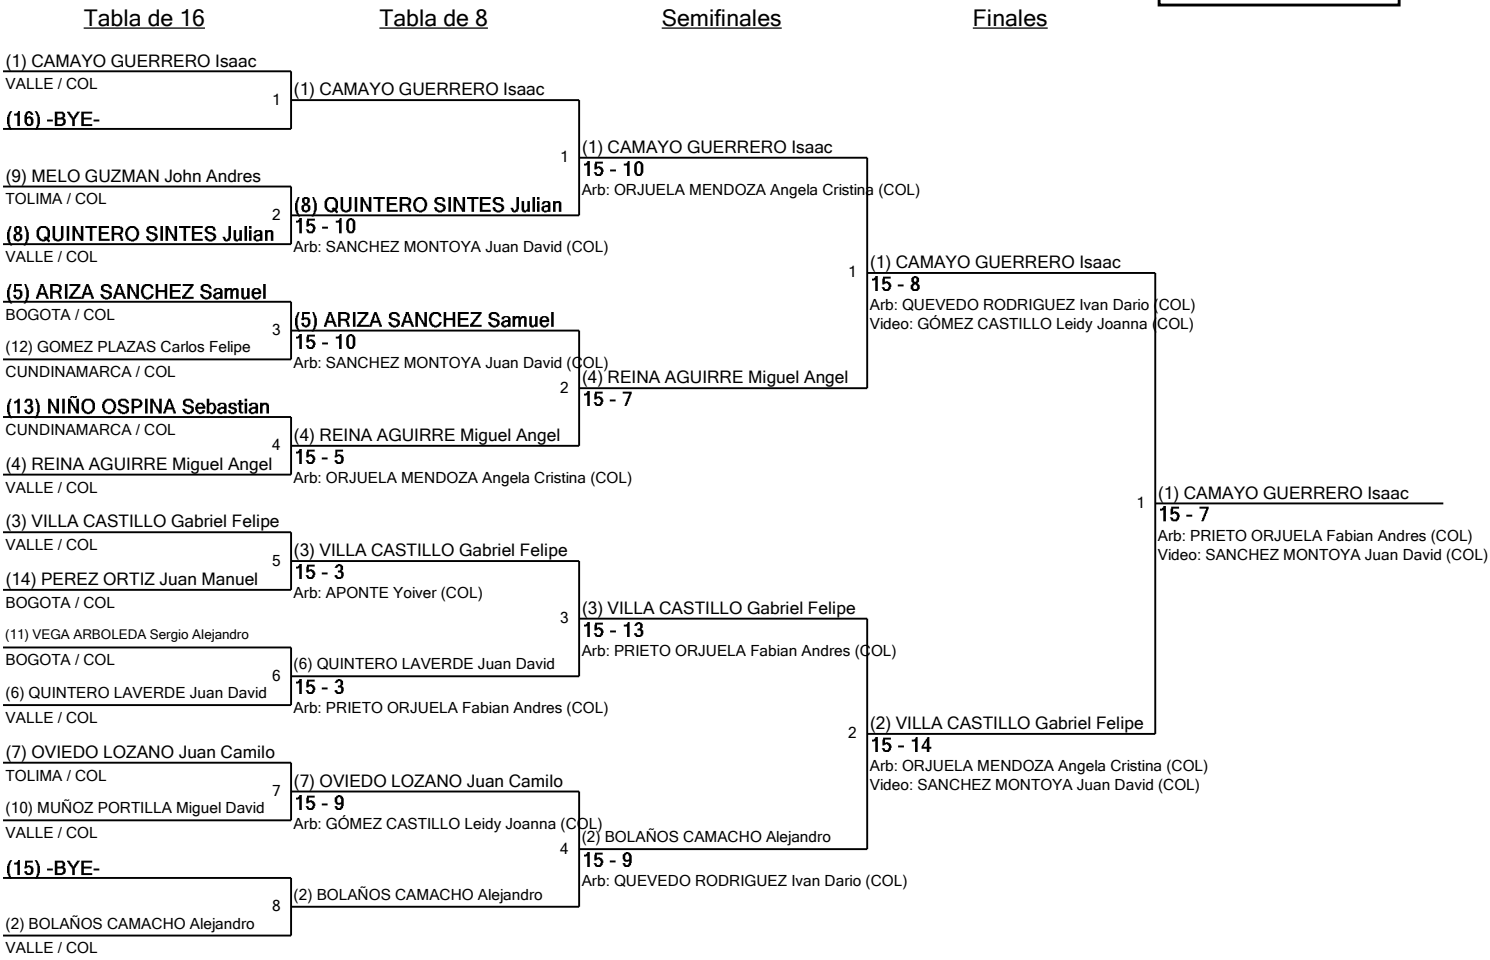 Tabla de 16
Tabla de 8
Semifinales
Finales
(1) CAMAYO GUERRERO Isaac
VALLE / COL
1
(16) -BYE-
(9) MELO GUZMAN John Andres
TOLIMA / COL
2
(8) QUINTERO SINTES Julian
VALLE / COL
(5) ARIZA SANCHEZ Samuel
BOGOTA / COL
3
(12) GOMEZ PLAZAS Carlos Felipe
CUNDINAMARCA / COL
(13) NIÑO OSPINA Sebastian
CUNDINAMARCA / COL
4
(4) REINA AGUIRRE Miguel Angel
VALLE / COL
(3) VILLA CASTILLO Gabriel Felipe
VALLE / COL
5
(14) PEREZ ORTIZ Juan Manuel
BOGOTA / COL
(11) VEGA ARBOLEDA Sergio Alejandro
BOGOTA / COL
6
(6) QUINTERO LAVERDE Juan David
VALLE / COL
(7) OVIEDO LOZANO Juan Camilo
TOLIMA / COL
7
(10) MUÑOZ PORTILLA Miguel David
VALLE / COL
(15) -BYE-
8
(2) BOLAÑOS CAMACHO Alejandro
VALLE / COL
(1) CAMAYO GUERRERO Isaac
1
(8) QUINTERO SINTES Julian
15 - 10
Arb: SANCHEZ MONTOYA Juan David (COL)
(5) ARIZA SANCHEZ Samuel
15 - 10
Arb: SANCHEZ MONTOYA Juan David (COL)
2
(4) REINA AGUIRRE Miguel Angel
15 - 5
Arb: ORJUELA MENDOZA Angela Cristina (COL)
(3) VILLA CASTILLO Gabriel Felipe
15 - 3
Arb: APONTE Yoiver (COL)
3
(6) QUINTERO LAVERDE Juan David
15 - 3
Arb: PRIETO ORJUELA Fabian Andres (COL)
(7) OVIEDO LOZANO Juan Camilo
15 - 9
Arb: GÓMEZ CASTILLO Leidy Joanna (COL)
4
(2) BOLAÑOS CAMACHO Alejandro
(1) CAMAYO GUERRERO Isaac
15 - 10
Arb: ORJUELA MENDOZA Angela Cristina (COL)
1
(4) REINA AGUIRRE Miguel Angel
15 - 7
(3) VILLA CASTILLO Gabriel Felipe
15 - 13
Arb: PRIETO ORJUELA Fabian Andres (COL)
2
(2) BOLAÑOS CAMACHO Alejandro
15 - 9
Arb: QUEVEDO RODRIGUEZ Ivan Dario (COL)
(1) CAMAYO GUERRERO Isaac
15 - 8
Arb: QUEVEDO RODRIGUEZ Ivan Dario (COL)
Video: GÓMEZ CASTILLO Leidy Joanna (COL)
1
(2) VILLA CASTILLO Gabriel Felipe
15 - 14
Arb: ORJUELA MENDOZA Angela Cristina (COL)
Video: SANCHEZ MONTOYA Juan David (COL)
(1) CAMAYO GUERRERO Isaac
15 - 7
Arb: PRIETO ORJUELA Fabian Andres (COL)
Video: SANCHEZ MONTOYA Juan David (COL)